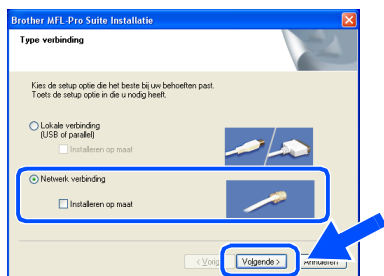 Brother MFL-Pro Suite Installatie
Type verbinding
Kies de setup optie die het beste bij uw behoeften past.
Toets de setup optie in die u nodig heeft.
Lokale verbinding
(USB of parallel)
Installeren op maat
Netwerk verbinding
Installeren op maat
< Vorig Volgende > Annuleren